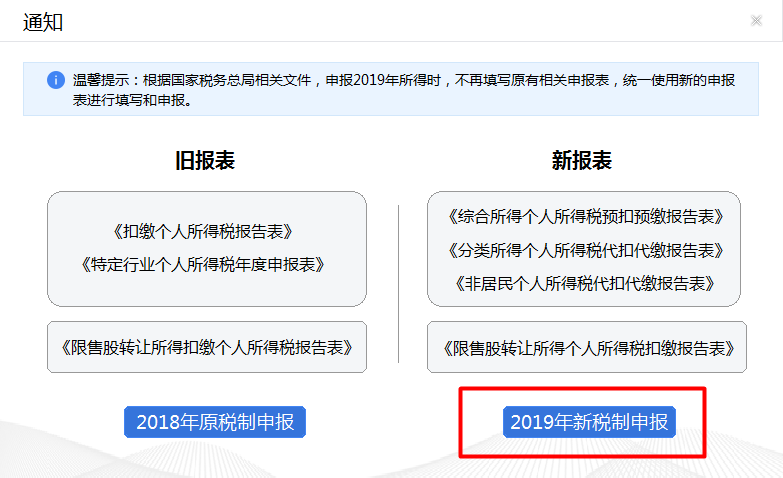 通知
温馨提示：根据国家税务总局相关文件，申报2019年所得时，不再填写原有相关申报表，统一使用新的申报
表进行填写和申报。
旧报表
《扣缴个人所得税报告表》
《特定行业个人所得税年度申报表》
《限售股转让所得扣缴个人所得税报告表》
2018年原税制申报
新报表
《综合所得个人所得税预扣预缴报告表》
《分类所得个人所得税代扣代缴报告表》
《非居民个人所得税代扣代缴报告表》
《限售股转让所得个人所得税扣缴报告表》
2019年新税制申报